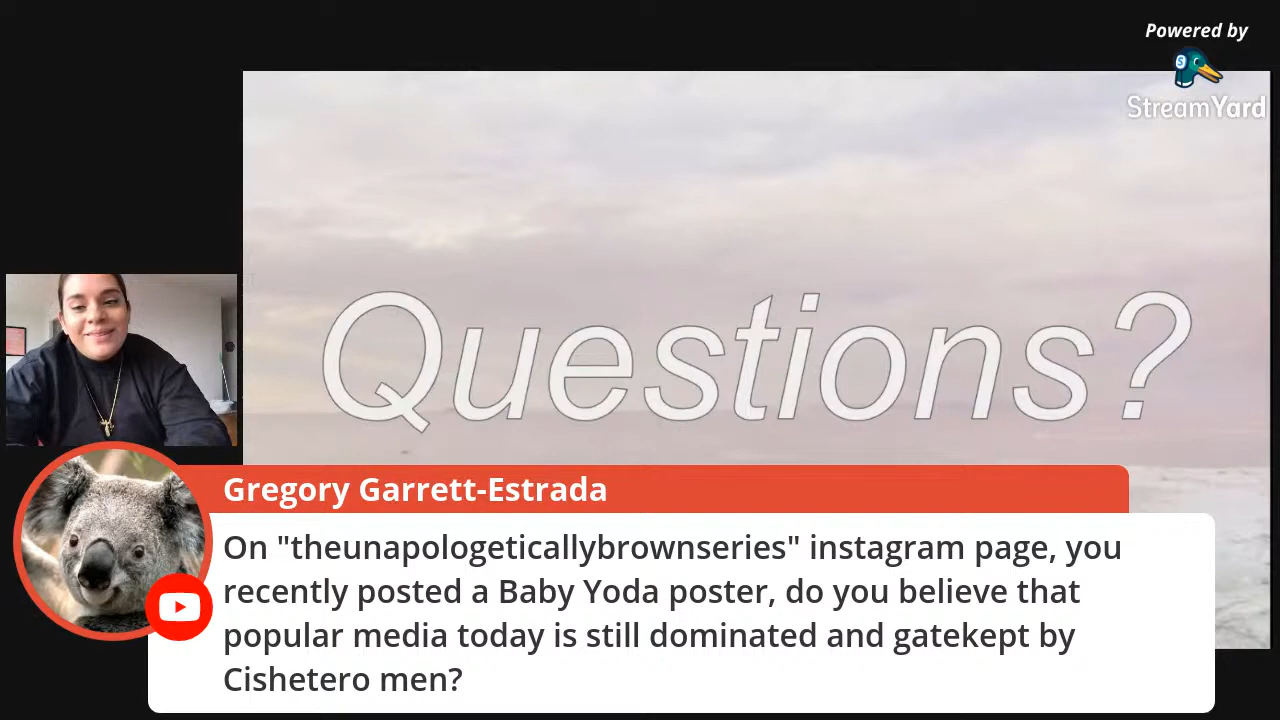 Powered by
StreamYard
Questions?
Gregory Garrett-Estrada
On "theunapologeticallybrownseries" instagram page, you
recently posted a Baby Yoda poster, do you believe that
popular media today is still dominated and gatekept by
Cishetero men?